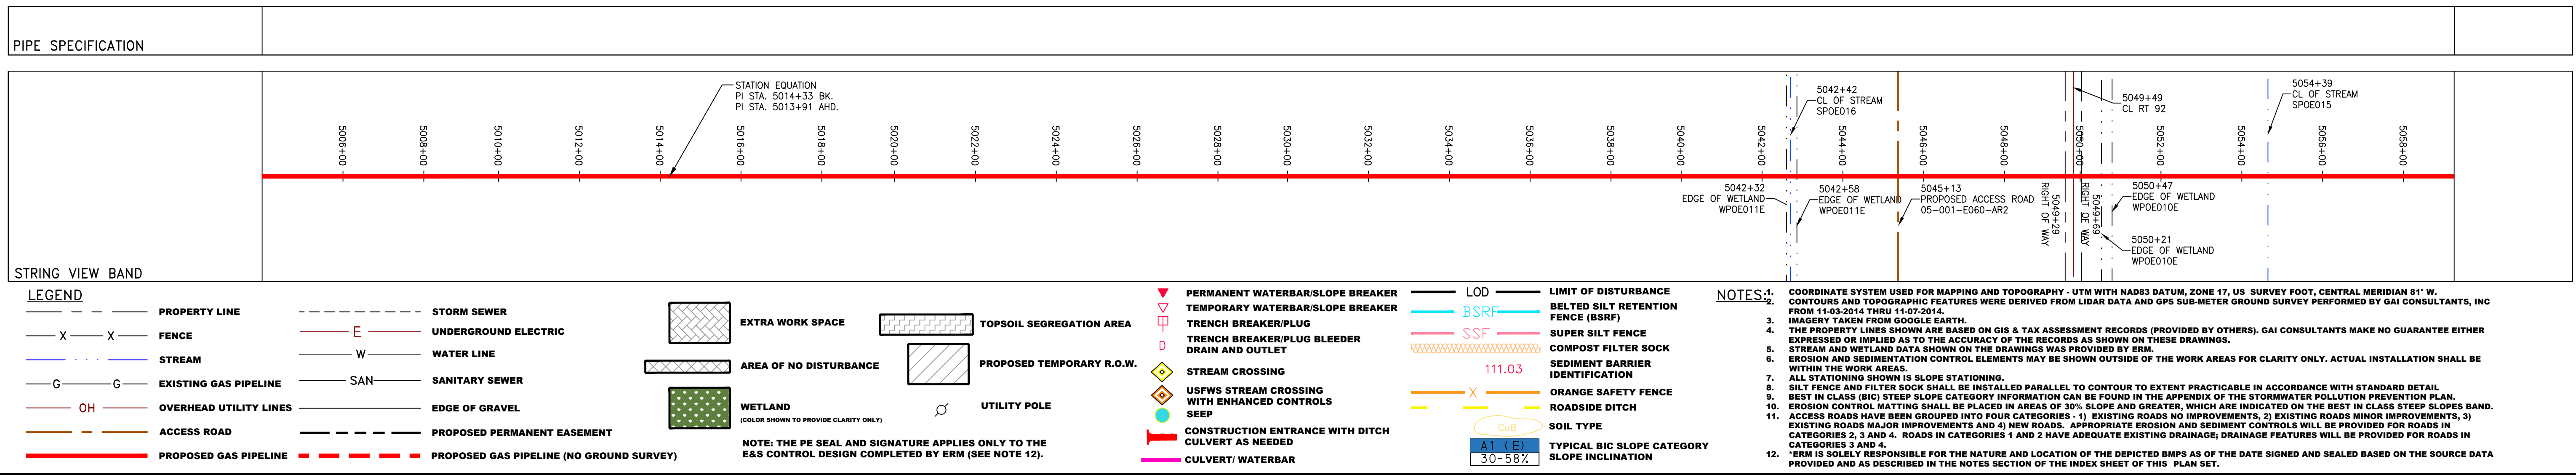 PIPE SPECIFICATION
STATION EQUATION
PI STA. 5014+33 BK.
PI STA. 5013+91 AHD.
5042+42
CL OF STREAM
SPOE016
5049+49
CL RT 92
5054+39
CL OF STREAM
SPOE015
5006+00
5008+00
5010+00
5012+00
5014+00
5016+00
5018+00
5020+00
5022+00
5024+00
5026+00
5028+00
5030+00
5032+00
5034+00
5036+00
5038+00
5040+00
5042+00
5044+00
5046+00
5048+00
5050+00
5052+00
5054+00
5056+00
5058+00
5042+32
EDGE OF WETLAND
WPOE011E
5042+58
EDGE OF WETLAND
WPOE011E
5045+13
PROPOSED ACCESS ROAD
05-001-E060-AR2
5049+29
RIGHT OF WAY
5049+69
RIGHT OF WAY
5050+47
EDGE OF WETLAND
WPOE010E
5050+21
EDGE OF WETLAND
WPOE010E
STRING VIEW BAND
LEGEND
PROPERTY LINE
X X FENCE
STREAM
G G EXISTING GAS PIPELINE
OH OVERHEAD UTILITY LINES
ACCESS ROAD
PROPOSED GAS PIPELINE
STORM SEWER
E UNDERGROUND ELECTRIC
W WATER LINE
SAN SANITARY SEWER
EDGE OF GRAVEL
PROPOSED PERMANENT EASEMENT
PROPOSED GAS PIPELINE (NO GROUND SURVEY)
EXTRA WORK SPACE
AREA OF NO DISTURBANCE
WETLAND
(COLOR SHOWN TO PROVIDE CLARITY ONLY)
TOPSOIL SEGREGATION AREA
PROPOSED TEMPORARY R.O.W.
UTILITY POLE
NOTE: THE PE SEAL AND SIGNATURE APPLIES ONLY TO THE
E&S CONTROL DESIGN COMPLETED BY ERM (SEE NOTE 12).
PERMANENT WATERBAR/SLOPE BREAKER
TEMPORARY WATERBAR/SLOPE BREAKER
TRENCH BREAKER/PLUG
D TRENCH BREAKER/PLUG BLEEDER
DRAIN AND OUTLET
STREAM CROSSING
USFWS STREAM CROSSING
WITH ENHANCED CONTROLS
SEEP
CONSTRUCTION ENTRANCE WITH DITCH
CULVERT AS NEEDED
CULVERT/ WATERBAR
LOD LIMIT OF DISTURBANCE
BSRF BELTED SILT RETENTION
FENCE (BSRF)
SSF SUPER SILT FENCE
COMPOST FILTER SOCK
111.03 SEDIMENT BARRIER
IDENTIFICATION
X ORANGE SAFETY FENCE
ROADSIDE DITCH
CuB SOIL TYPE
A1 (E) TYPICAL BIC SLOPE CATEGORY
30-58% SLOPE INCLINATION
NOTES:
1. COORDINATE SYSTEM USED FOR MAPPING AND TOPOGRAPHY - UTM WITH NAD83 DATUM, ZONE 17, US SURVEY FOOT, CENTRAL MERIDIAN 81° W.
2. CONTOURS AND TOPOGRAPHIC FEATURES WERE DERIVED FROM LIDAR DATA AND GPS SUB-METER GROUND SURVEY PERFORMED BY GAI CONSULTANTS, INC
FROM 11-03-2014 THRU 11-07-2014.
3. IMAGERY TAKEN FROM GOOGLE EARTH.
4. THE PROPERTY LINES SHOWN ARE BASED ON GIS & TAX ASSESSMENT RECORDS (PROVIDED BY OTHERS). GAI CONSULTANTS MAKE NO GUARANTEE EITHER
EXPRESSED OR IMPLIED AS TO THE ACCURACY OF THE RECORDS AS SHOWN ON THESE DRAWINGS.
5. STREAM AND WETLAND DATA SHOWN ON THE DRAWINGS WAS PROVIDED BY ERM.
6. EROSION AND SEDIMENTATION CONTROL ELEMENTS MAY BE SHOWN OUTSIDE OF THE WORK AREAS FOR CLARITY ONLY. ACTUAL INSTALLATION SHALL BE
WITHIN THE WORK AREAS.
7. ALL STATIONING SHOWN IS SLOPE STATIONING.
8. SILT FENCE AND FILTER SOCK SHALL BE INSTALLED PARALLEL TO CONTOUR TO EXTENT PRACTICABLE IN ACCORDANCE WITH STANDARD DETAIL
9. BEST IN CLASS (BIC) STEEP SLOPE CATEGORY INFORMATION CAN BE FOUND IN THE APPENDIX OF THE STORMWATER POLLUTION PREVENTION PLAN.
10. EROSION CONTROL MATTING SHALL BE PLACED IN AREAS OF 30% SLOPE AND GREATER, WHICH ARE INDICATED ON THE BEST IN CLASS STEEP SLOPES BAND.
11. ACCESS ROADS HAVE BEEN GROUPED INTO FOUR CATEGORIES - 1) EXISTING ROADS NO IMPROVEMENTS, 2) EXISTING ROADS MINOR IMPROVEMENTS, 3)
EXISTING ROADS MAJOR IMPROVEMENTS AND 4) NEW ROADS. APPROPRIATE EROSION AND SEDIMENT CONTROLS WILL BE PROVIDED FOR ROADS IN
CATEGORIES 2, 3 AND 4. ROADS IN CATEGORIES 1 AND 2 HAVE ADEQUATE EXISTING DRAINAGE; DRAINAGE FEATURES WILL BE PROVIDED FOR ROADS IN
CATEGORIES 3 AND 4.
12. "ERM IS SOLELY RESPONSIBLE FOR THE NATURE AND LOCATION OF THE DEPICTED BMPS AS OF THE DATE SIGNED AND SEALED BASED ON THE SOURCE DATA
PROVIDED AND AS DESCRIBED IN THE NOTES SECTION OF THE INDEX SHEET OF THIS PLAN SET.